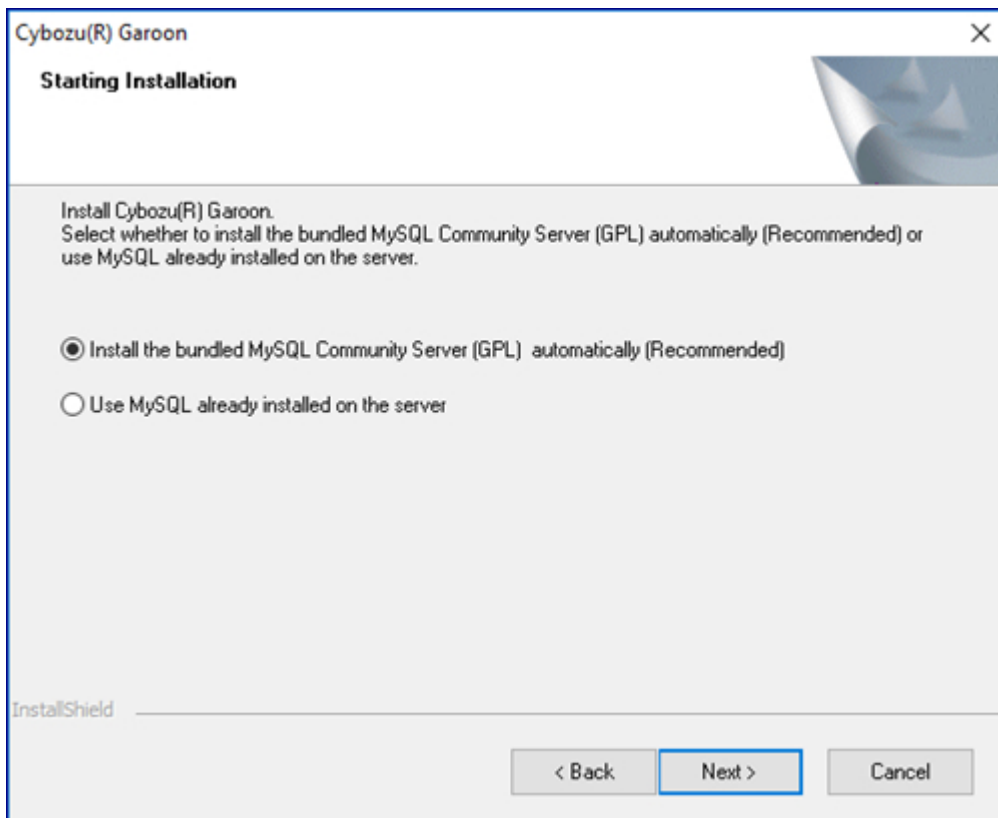 Cybozu(R) Garoon
Starting Installation
Install Cybozu(R) Garoon.
Select whether to install the bundled MySQL Community Server (GPL) automatically (Recommended) or
use MySQL already installed on the server.
Install the bundled MySQL Community Server (GPL)  automatically (Recommended)
Use MySQL already installed on the server
InstallShield
< Back
Next >
Cancel